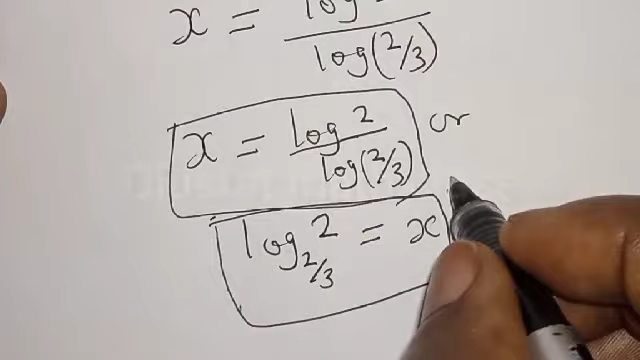 x = log / log(2/3)
x = log 2 / log(2/3) or
log_{2/3} 2 = x